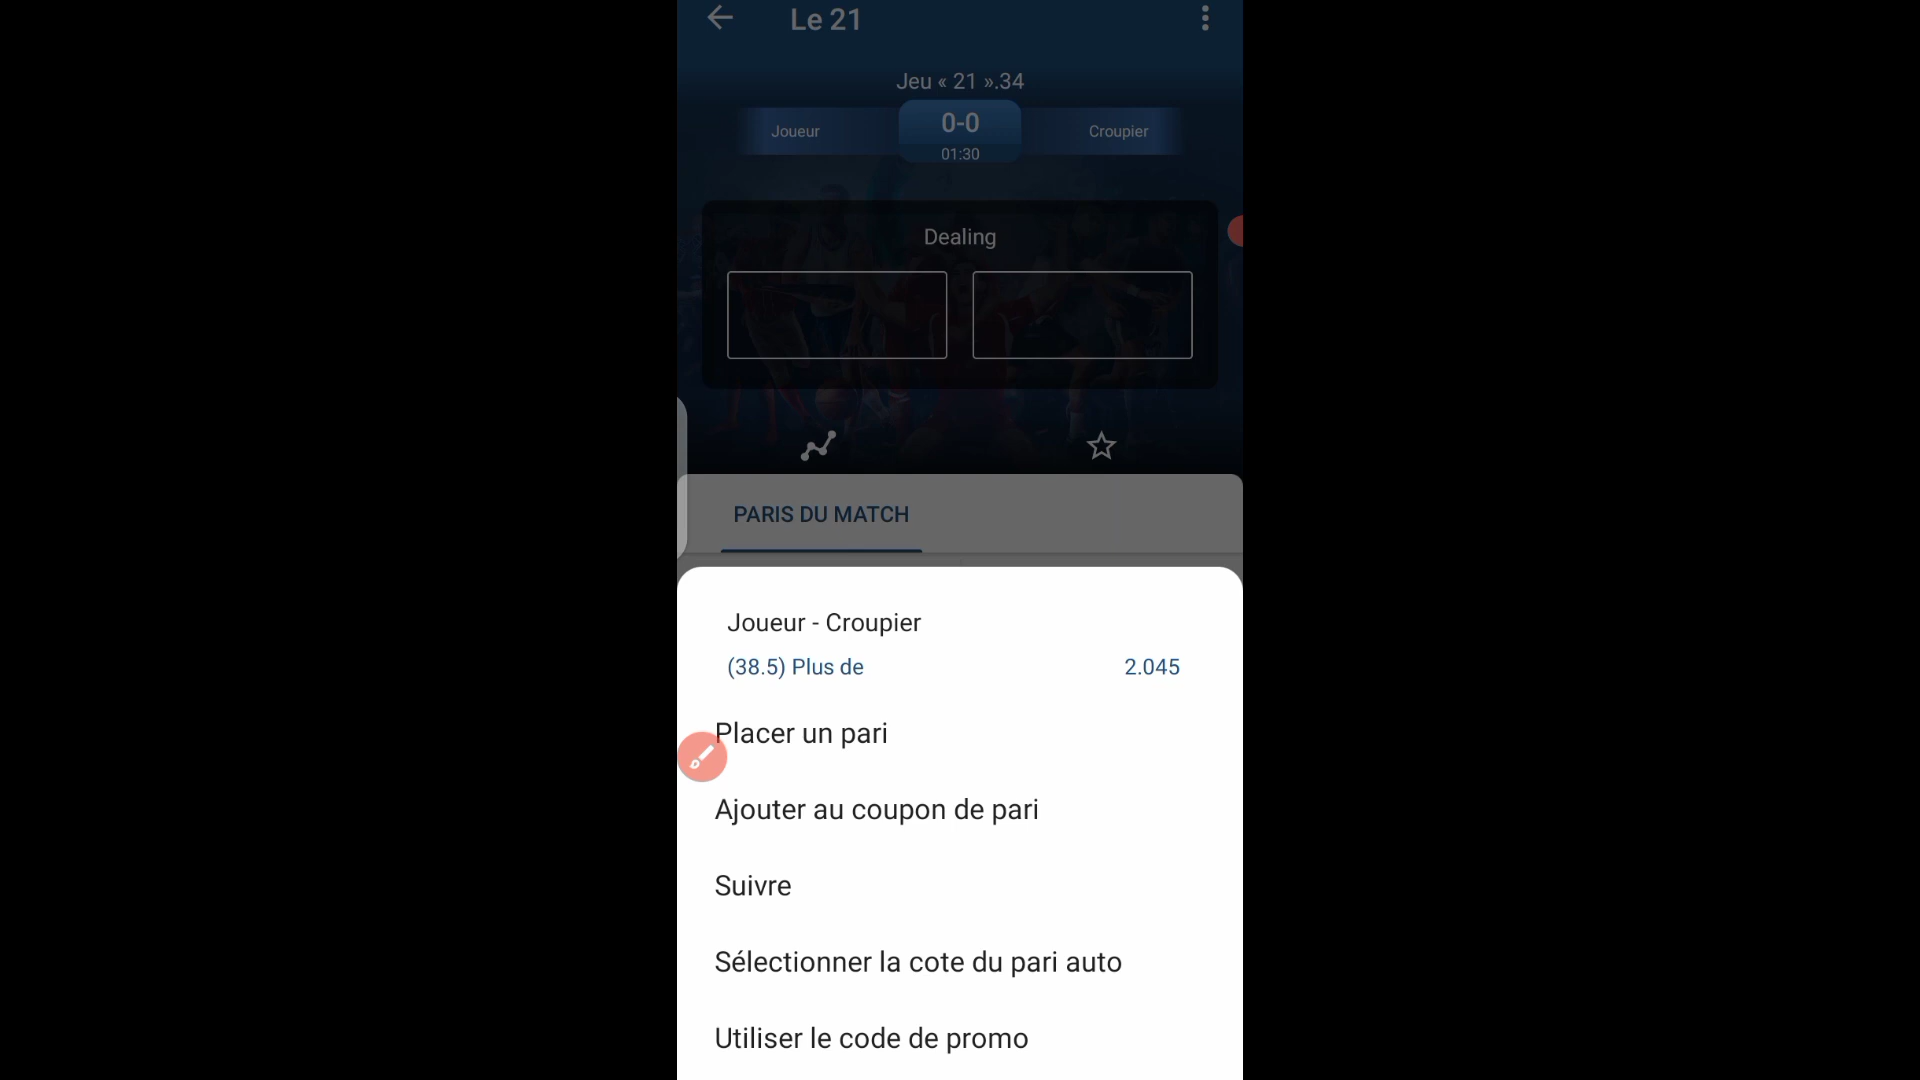 Le 21
Jeu « 21 ».34
Joueur
0-0
Croupier
01:30
Dealing
PARIS DU MATCH
Joueur - Croupier
(38.5) Plus de 2.045
Placer un pari
Ajouter au coupon de pari
Suivre
Sélectionner la cote du pari auto
Utiliser le code de promo